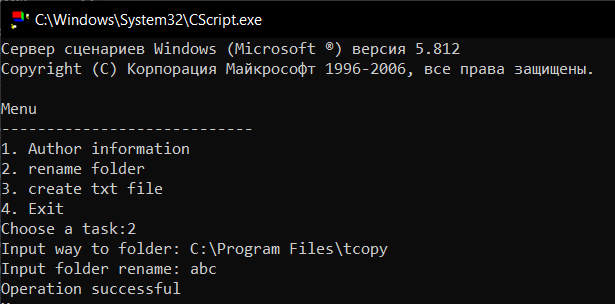 C:\Windows\System32\CScript.exe
Сервер сценариев Windows (Microsoft ®) версия 5.812
Copyright (C) Корпорация Майкрософт 1996-2006, все права защищены.
Menu
----------------------------
1. Author information
2. rename folder
3. create txt file
4. Exit
Choose a task:2
Input way to folder: C:\Program Files\tcopy
Input folder rename: abc
Operation successful